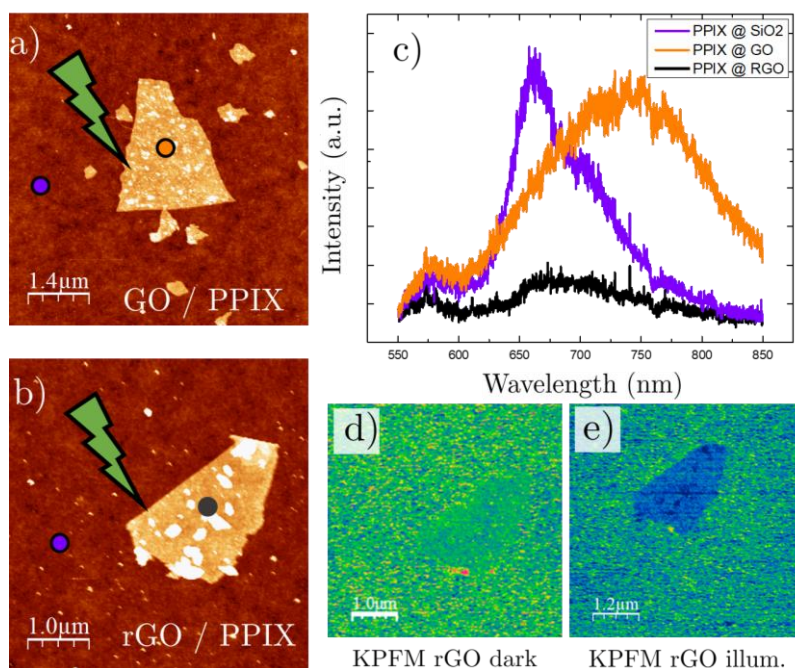 a)
1.4µm
GO / PPIX
b)
1.0µm
rGO / PPIX
c)
PPIX @ SiO2
PPIX @ GO
PPIX @ RGO
Intensity (a.u.)
550 600 650 700 750 800 850
Wavelength (nm)
d)
1.0µm
KPFM rGO dark
e)
1.2µm
KPFM rGO illum.